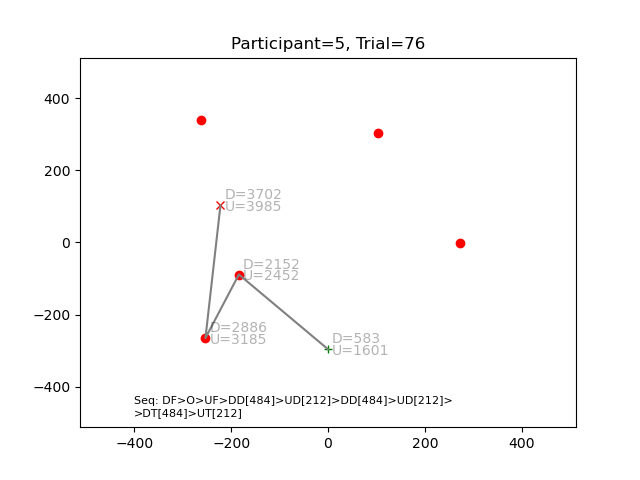 Participant=5, Trial=76
400
200
0
−200
−400
D=3702
U=3985
D=2152
U=2452
D=2886
U=3185
D=583
U=1601
Seq: DF>O>UF>DD[484]>UD[212]>DD[484]>UD[212]>
>DT[484]>UT[212]
−400 −200 0 200 400